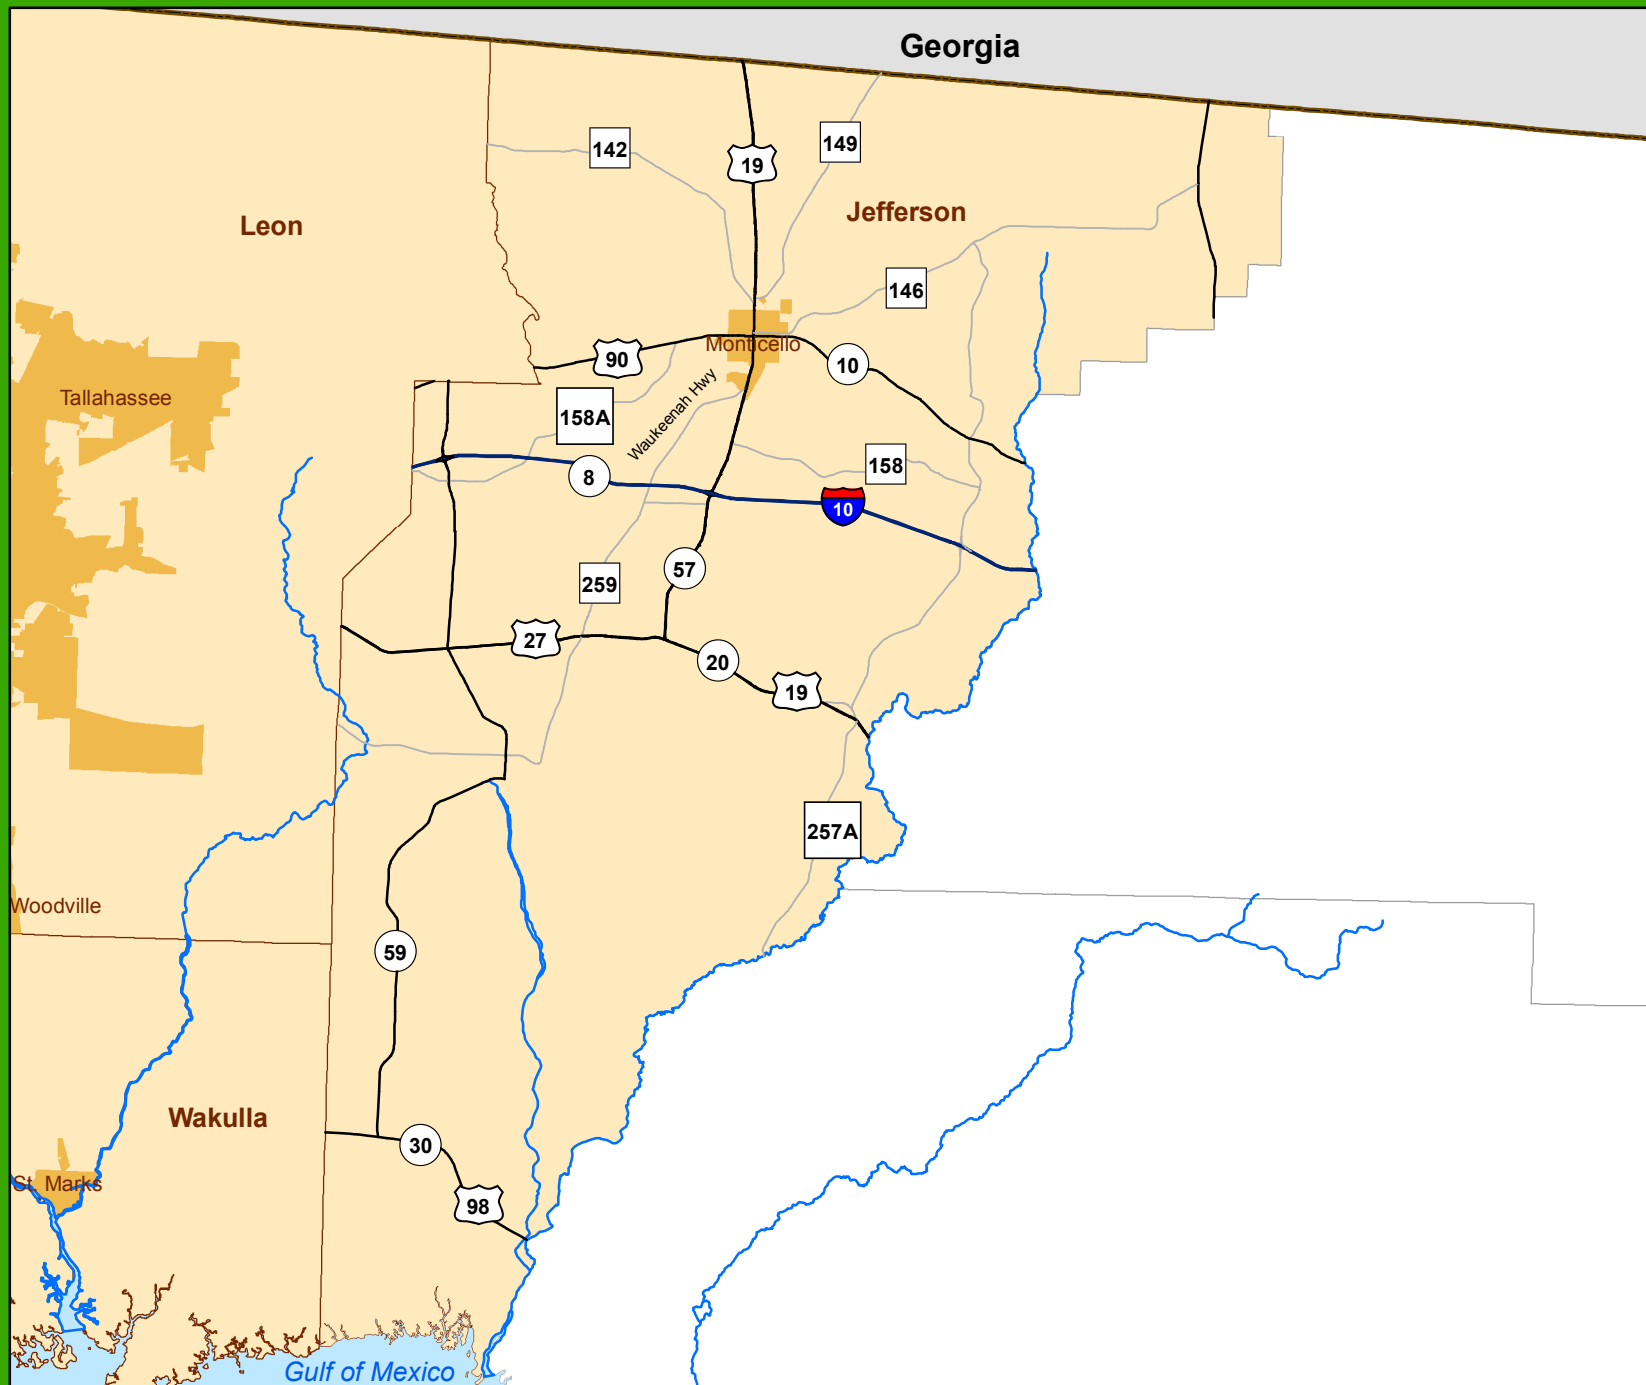 Georgia
142
19
149
Leon
Jefferson
146
Monticello
90
10
Tallahassee
158A
Waukeenah Hwy
158
8
10
57
259
27
20
19
257A
Woodville
59
Wakulla
30
St. Marks
98
Gulf of Mexico